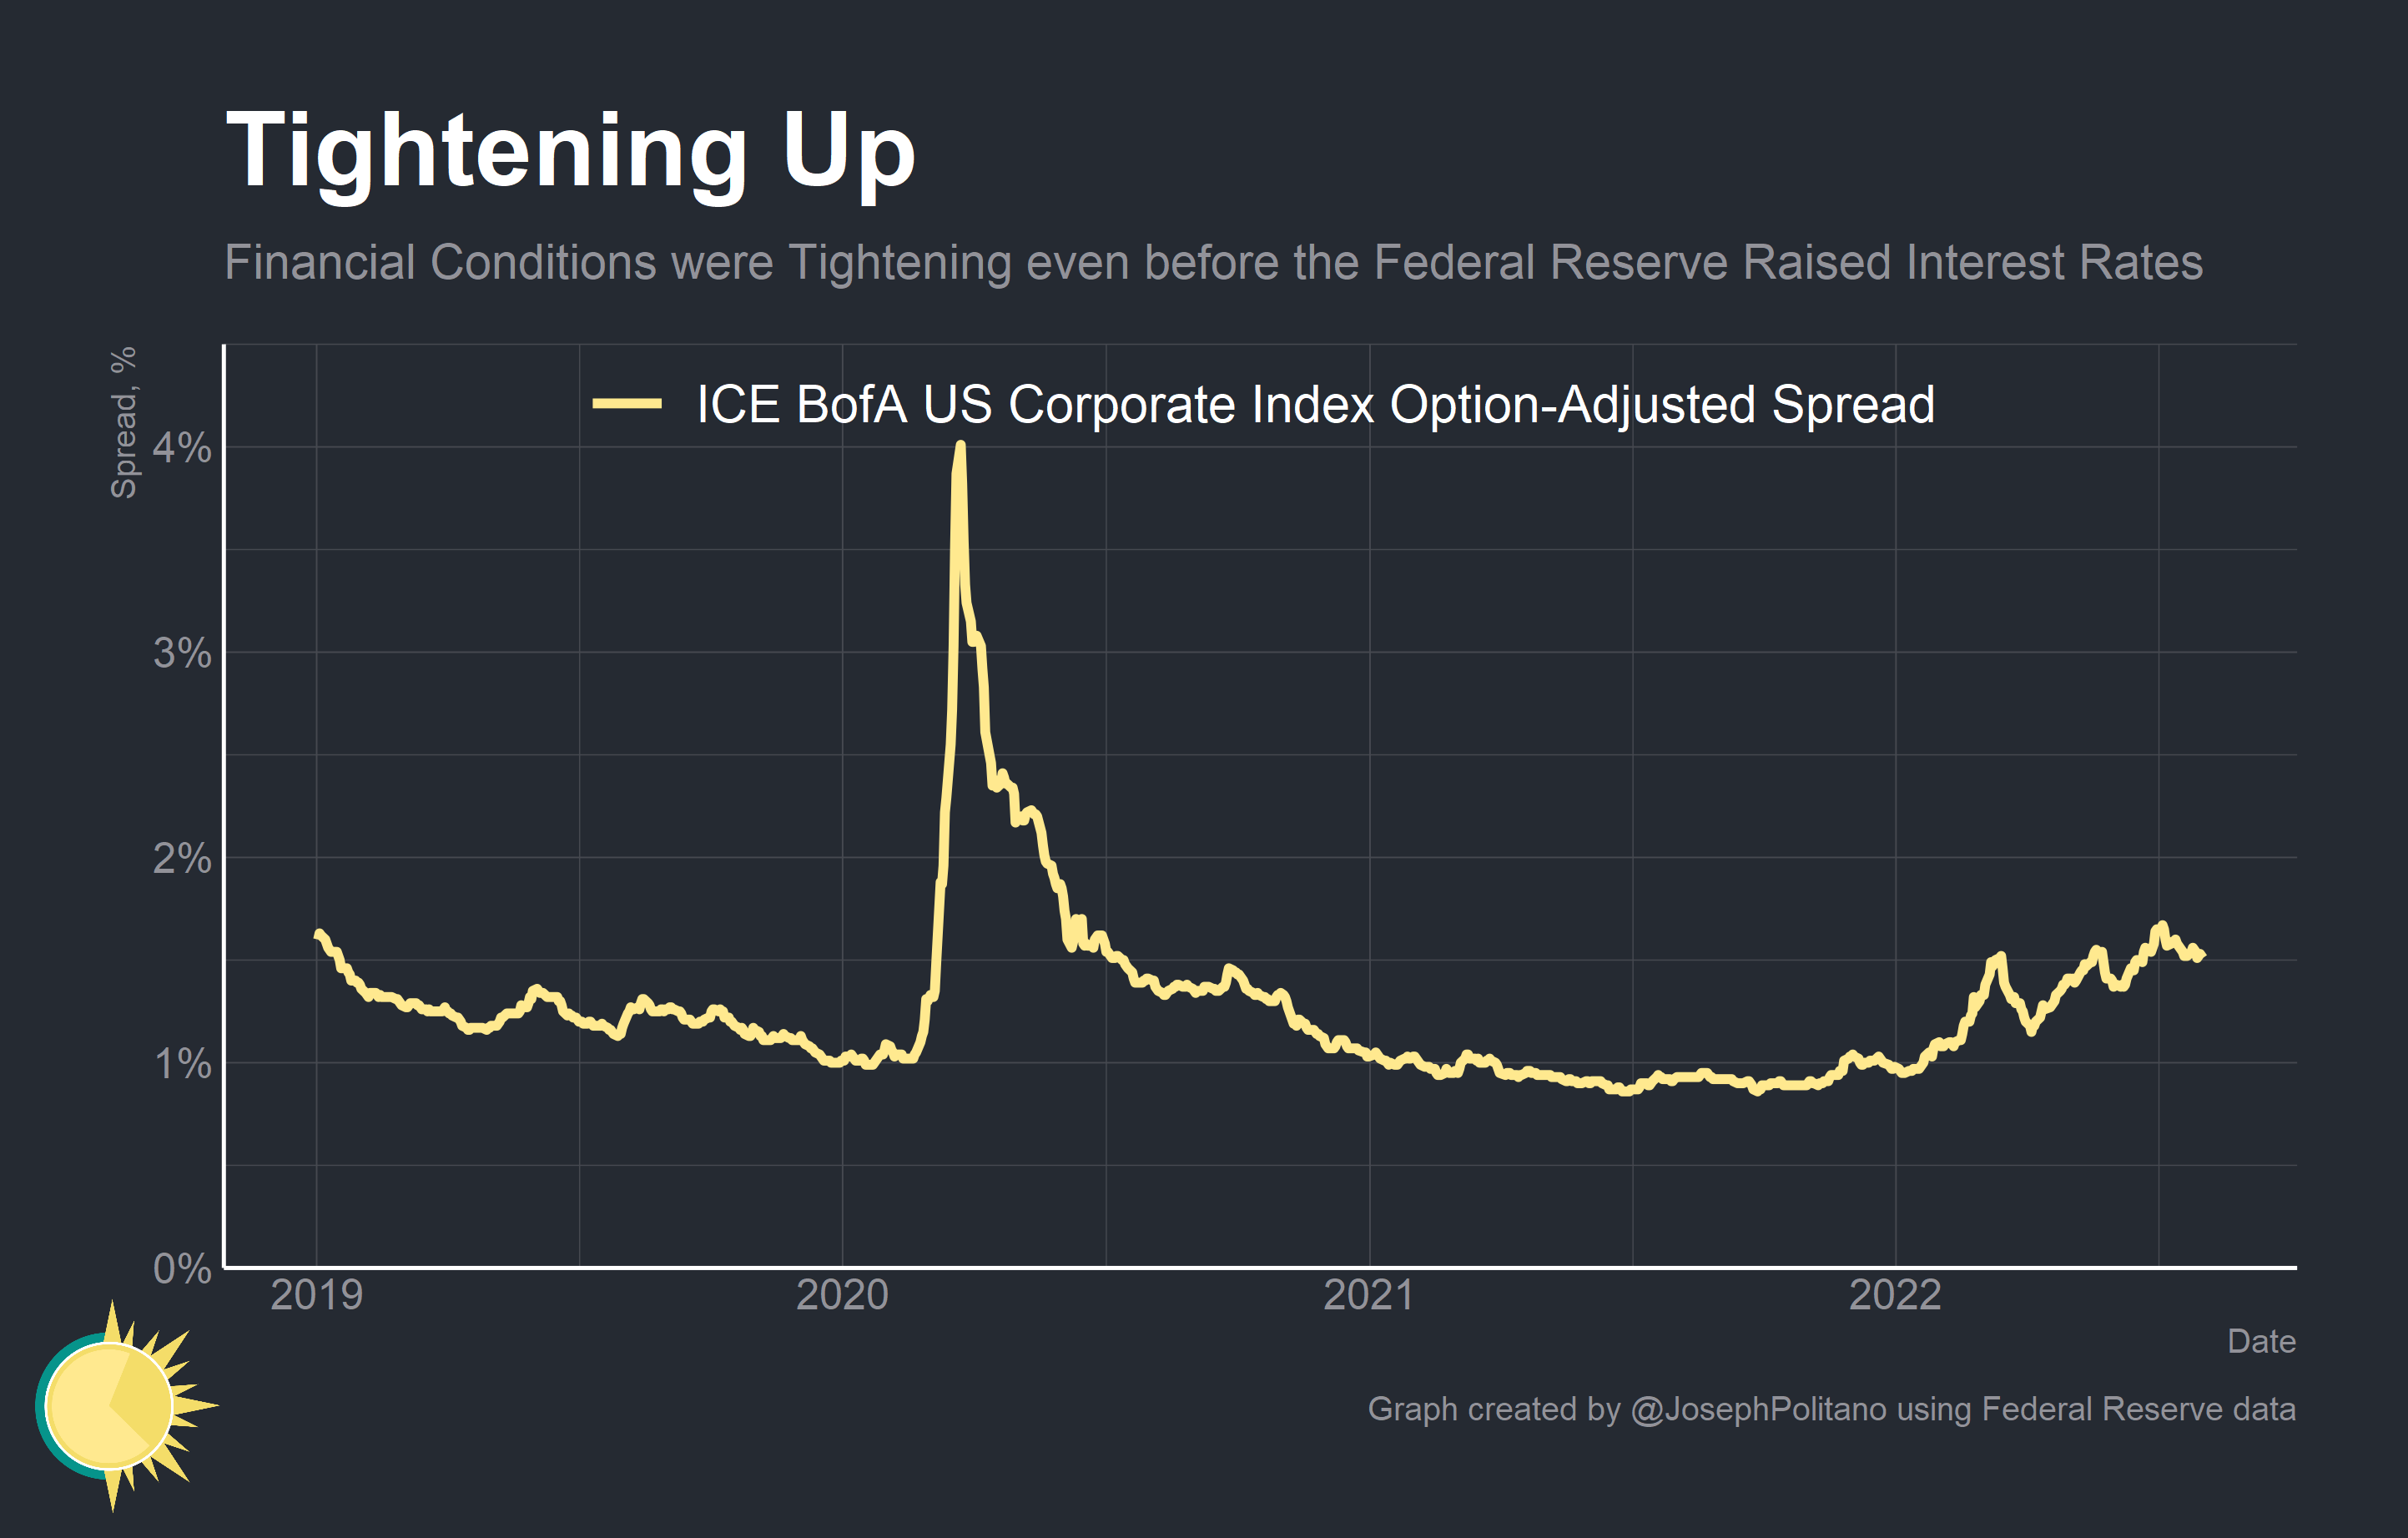 Tightening Up
Financial Conditions were Tightening even before the Federal Reserve Raised Interest Rates
Spread, %
ICE BofA US Corporate Index Option-Adjusted Spread
4%
3%
2%
1%
0%
2019 2020 2021 2022
Date
Graph created by @JosephPolitano using Federal Reserve data